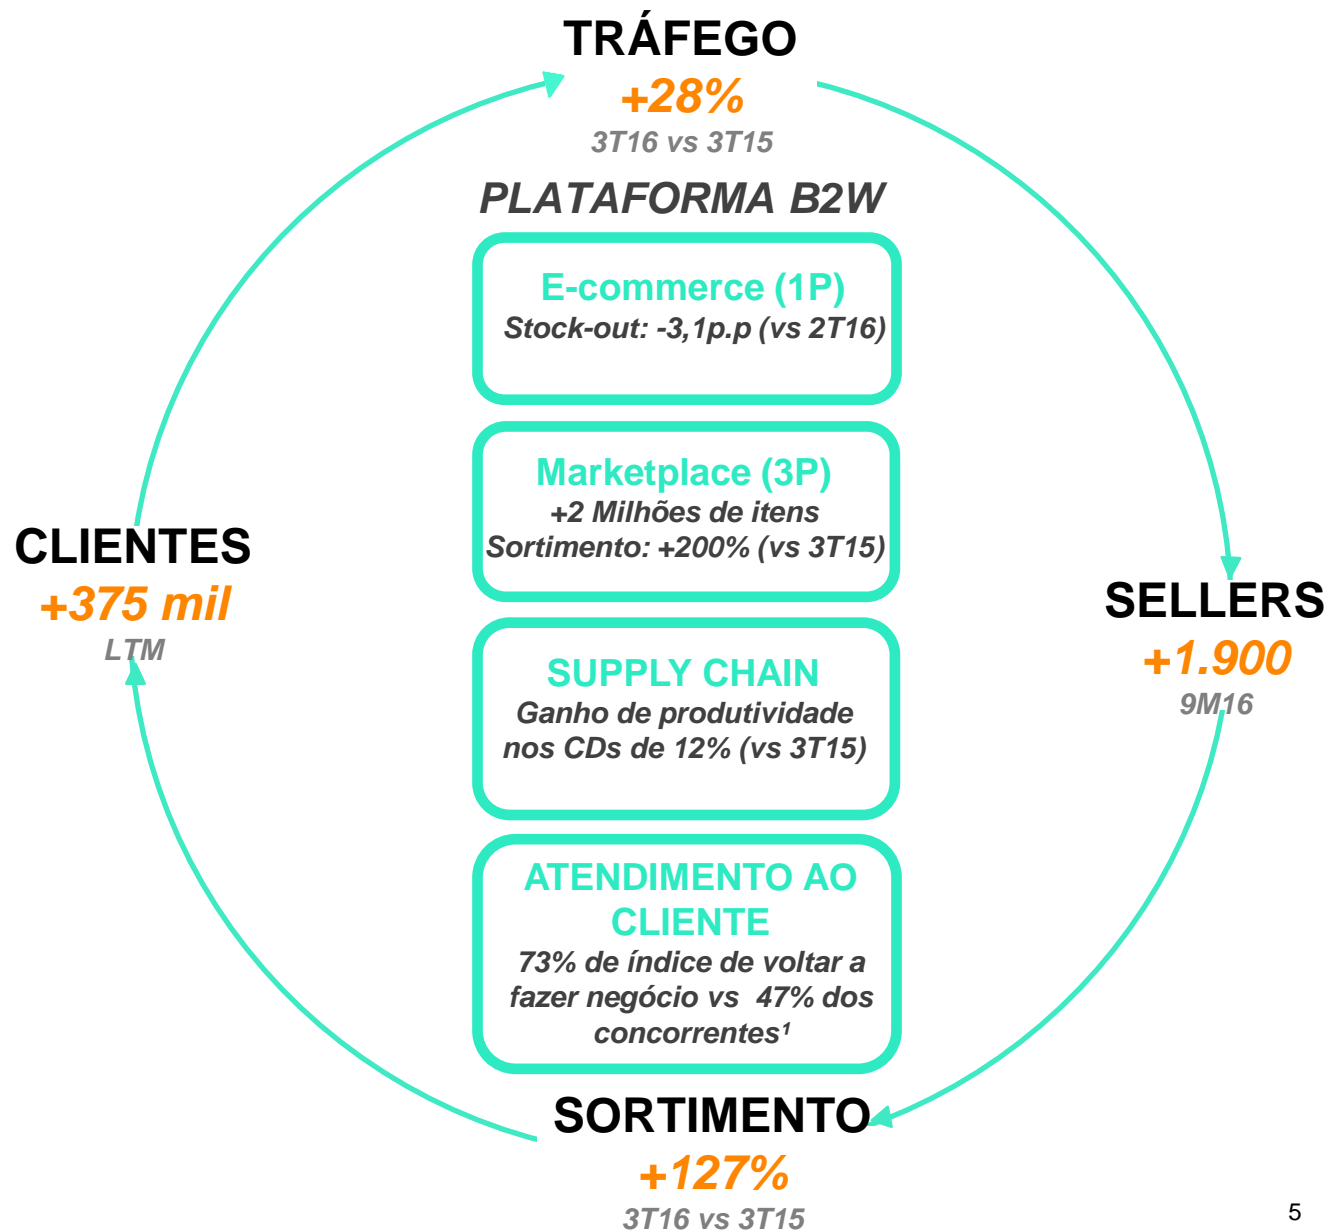 TRÁFEGO
+28%
3T16 vs 3T15
PLATAFORMA B2W
E-commerce (1P)
Stock-out: -3,1p.p (vs 2T16)
Marketplace (3P)
+2 Milhões de itens
Sortimento: +200% (vs 3T15)
CLIENTES
+375 mil
LTM
SELLERS
+1.900
9M16
SUPPLY CHAIN
Ganho de produtividade
nos CDs de 12% (vs 3T15)
ATENDIMENTO AO
CLIENTE
73% de índice de voltar a
fazer negócio vs  47% dos
concorrentes¹
SORTIMENTO
+127%
3T16 vs 3T15
5